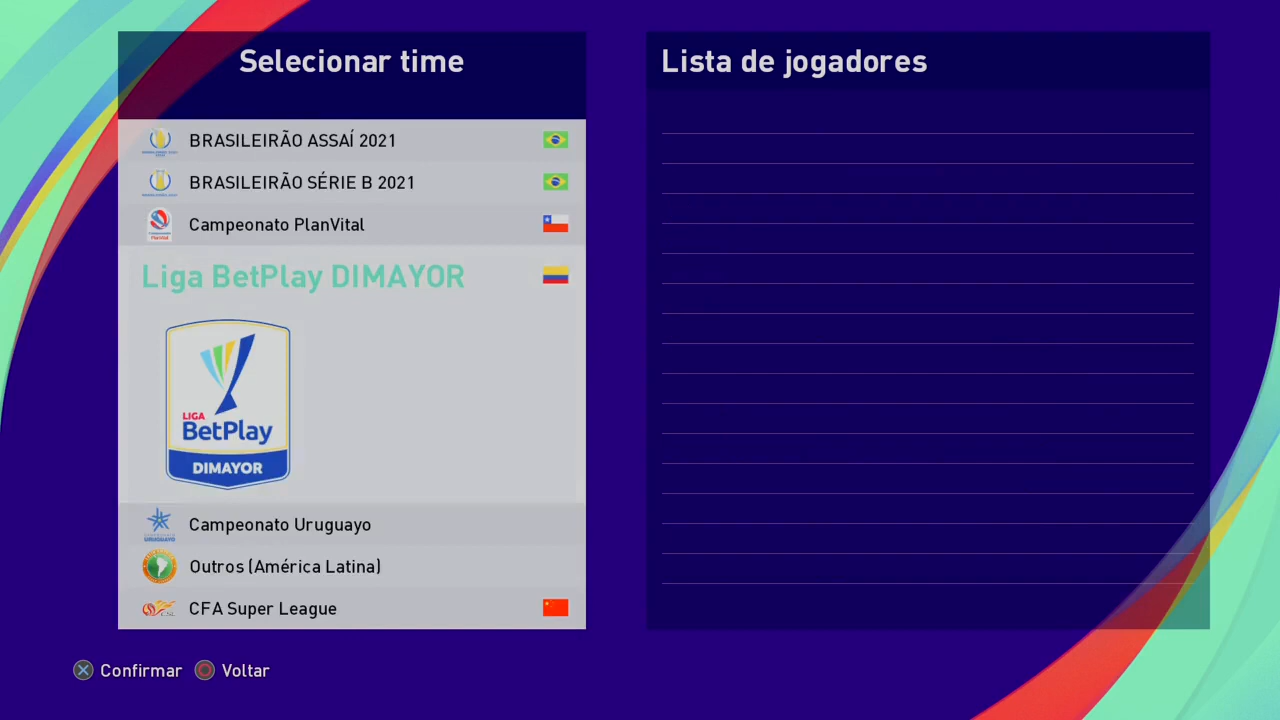 Selecionar time
BRASILEIRÃO ASSAÍ 2021
BRASILEIRÃO SÉRIE B 2021
Campeonato PlanVital
Liga BetPlay DIMAYOR
LIGA
BetPlay
DIMAYOR
Campeonato Uruguayo
Outros (América Latina)
CFA Super League
Lista de jogadores
Confirmar
Voltar